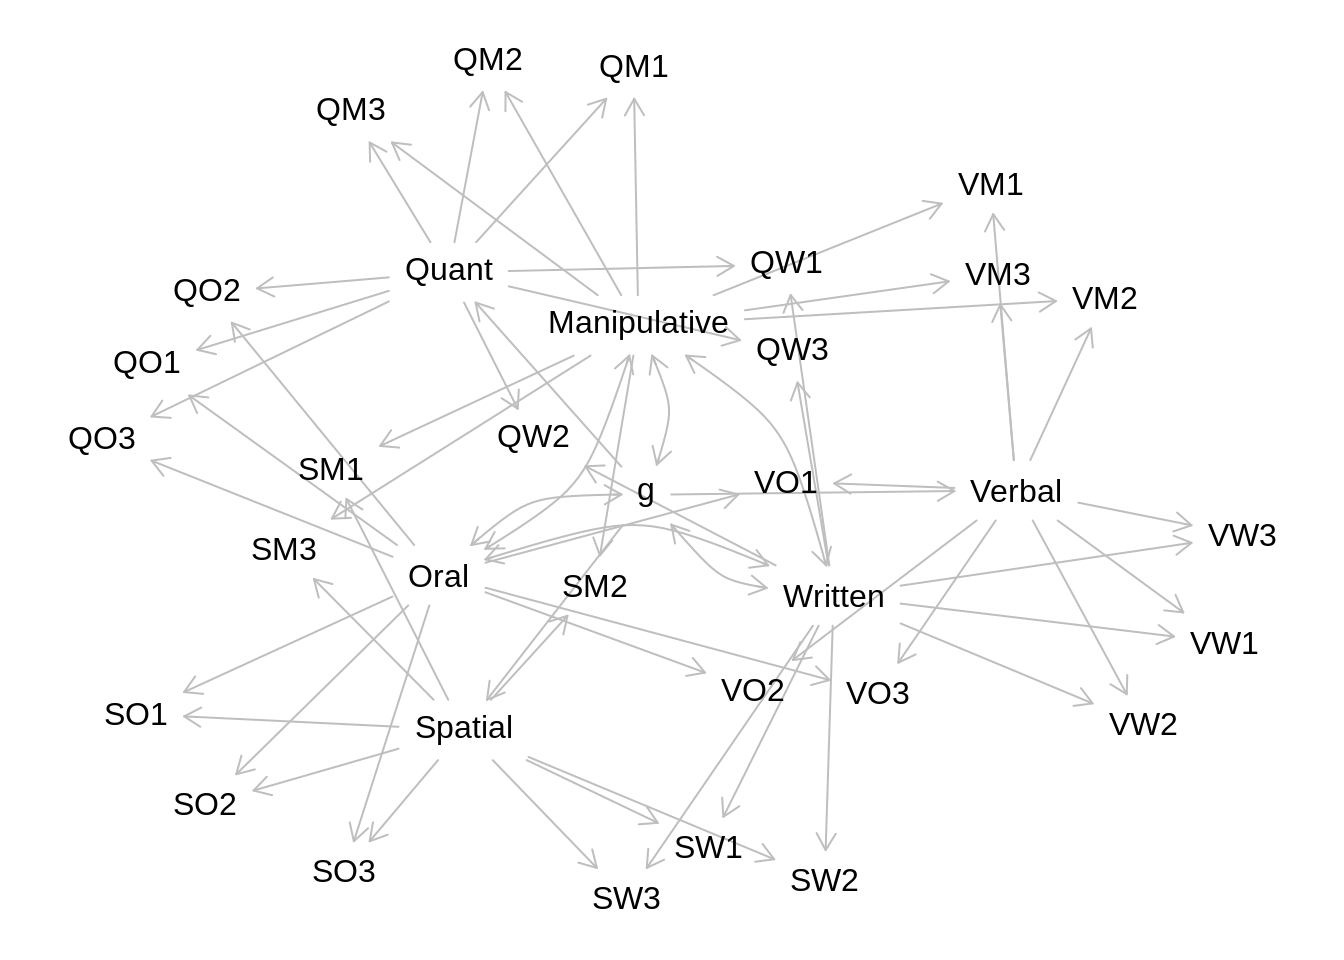 QM2
QM1
QM3
VM1
QW1
Quant
VM3
QO2
VM2
Manipulative
QW3
QO1
QW2
QO3
SM1
VO1
g
Verbal
VW3
SM3
Oral
SM2
Written
VW1
VO2
VO3
SO1
VW2
Spatial
SO2
SW1
SO3
SW2
SW3